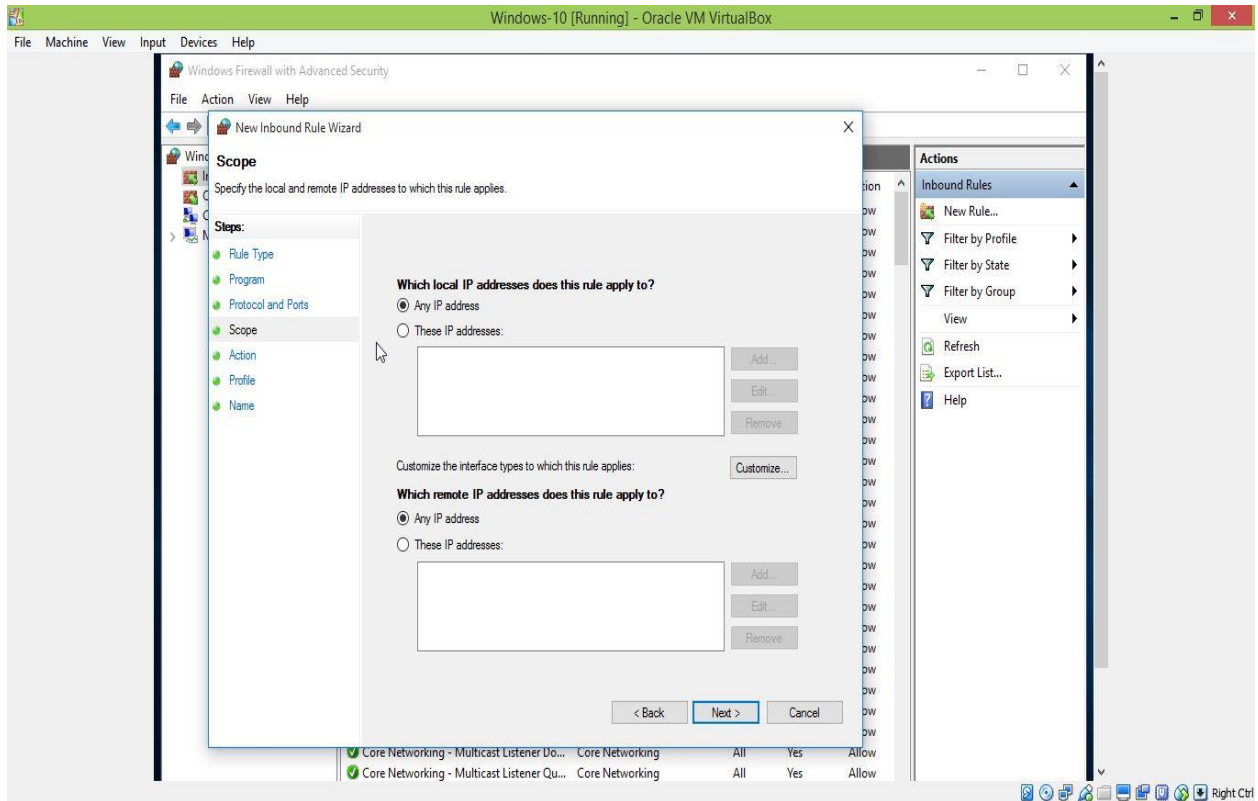 Windows-10 [Running] - Oracle VM VirtualBox
File Machine View Input Devices Help
Windows Firewall with Advanced Security
File Action View Help
New Inbound Rule Wizard
Scope
Specify the local and remote IP addresses to which this rule applies.
Steps:
Rule Type
Program
Protocol and Ports
Scope
Action
Profile
Name
Which local IP addresses does this rule apply to?
Any IP address
These IP addresses:
Add...
Edit...
Remove
Customize the interface types to which this rule applies:
Customize...
Which remote IP addresses does this rule apply to?
Any IP address
These IP addresses:
Add...
Edit...
Remove
< Back
Next >
Cancel
Core Networking - Multicast Listener Do... Core Networking All Yes Allow
Core Networking - Multicast Listener Qu... Core Networking All Yes Allow
Actions
Inbound Rules
New Rule...
Filter by Profile
Filter by State
Filter by Group
View
Refresh
Export List...
Help
Right Ctrl